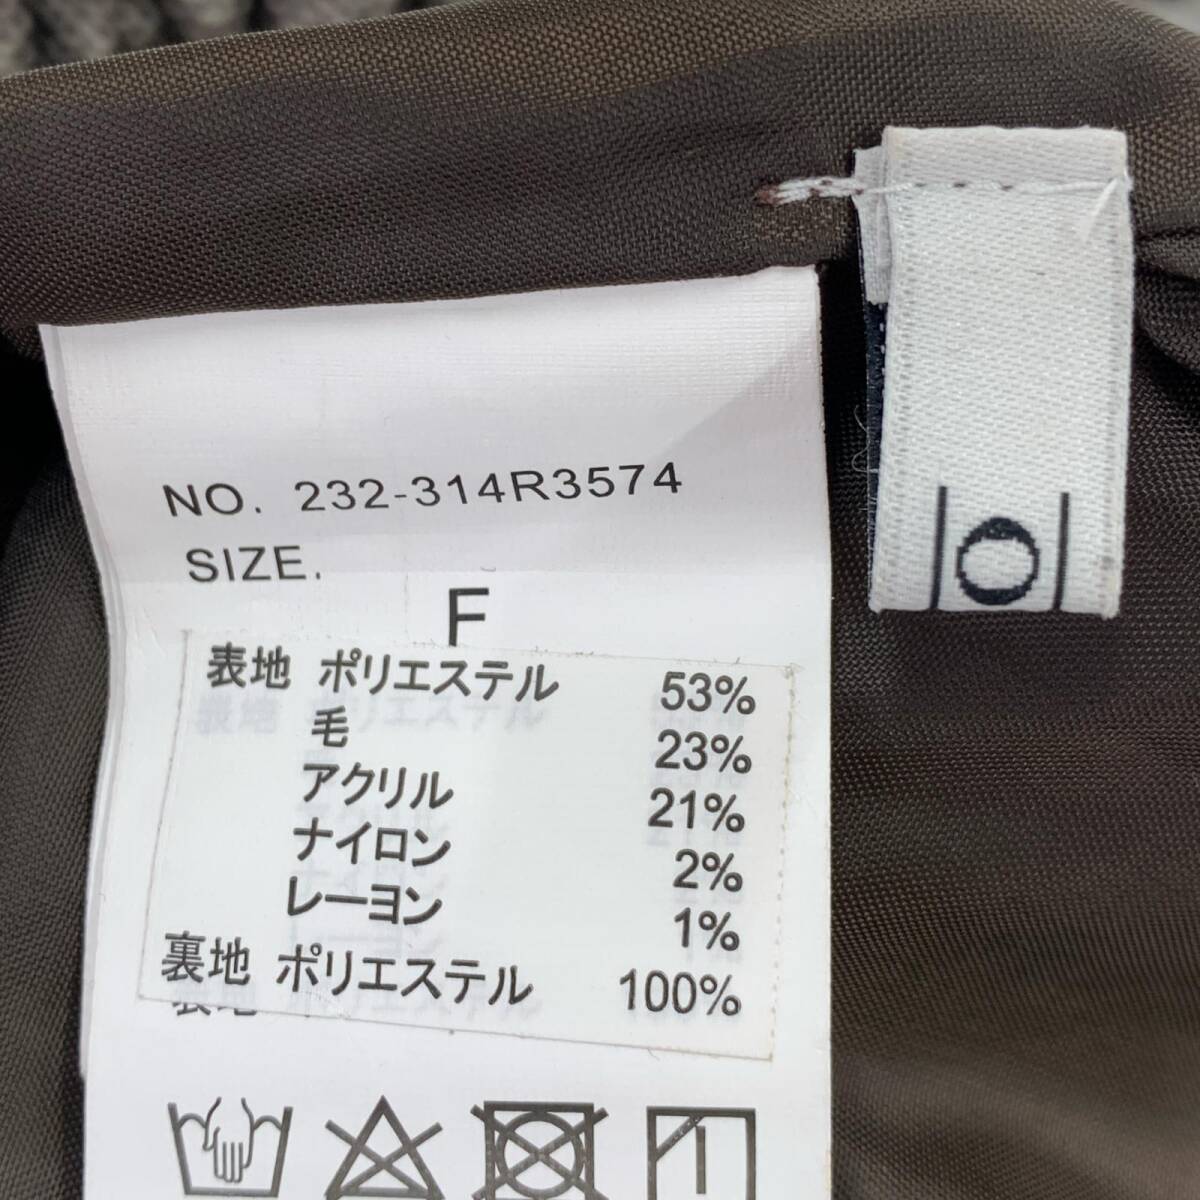 NO. 232-314R3574
SIZE.
F
表地 ポリエステル 53%
毛 23%
アクリル 21%
ナイロン 2%
レーヨン 1%
裏地 ポリエステル 100%